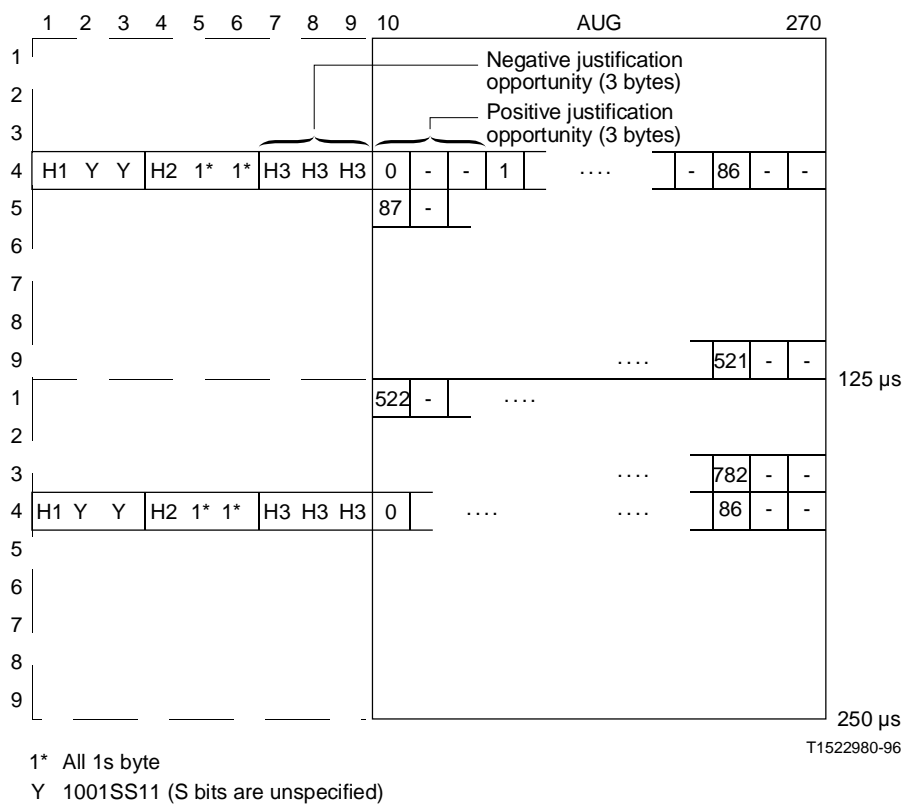 1 2 3 4 5 6 7 8 9 10 AUG 270
1
Negative justification
opportunity (3 bytes)
2
Positive justification
opportunity (3 bytes)
3
4 H1 Y Y H2 1* 1* H3 H3 H3 0 - - 1 .... - 86 - -
5 87 -
6
7
8
9 .... 521 - -
125 µs
1 522 - ....
2
3 .... 782 - -
4 H1 Y Y H2 1* 1* H3 H3 H3 0 .... .... 86 - -
5
6
7
8
9
250 µs
T1522980-96
1* All 1s byte
Y 1001SS11 (S bits are unspecified)